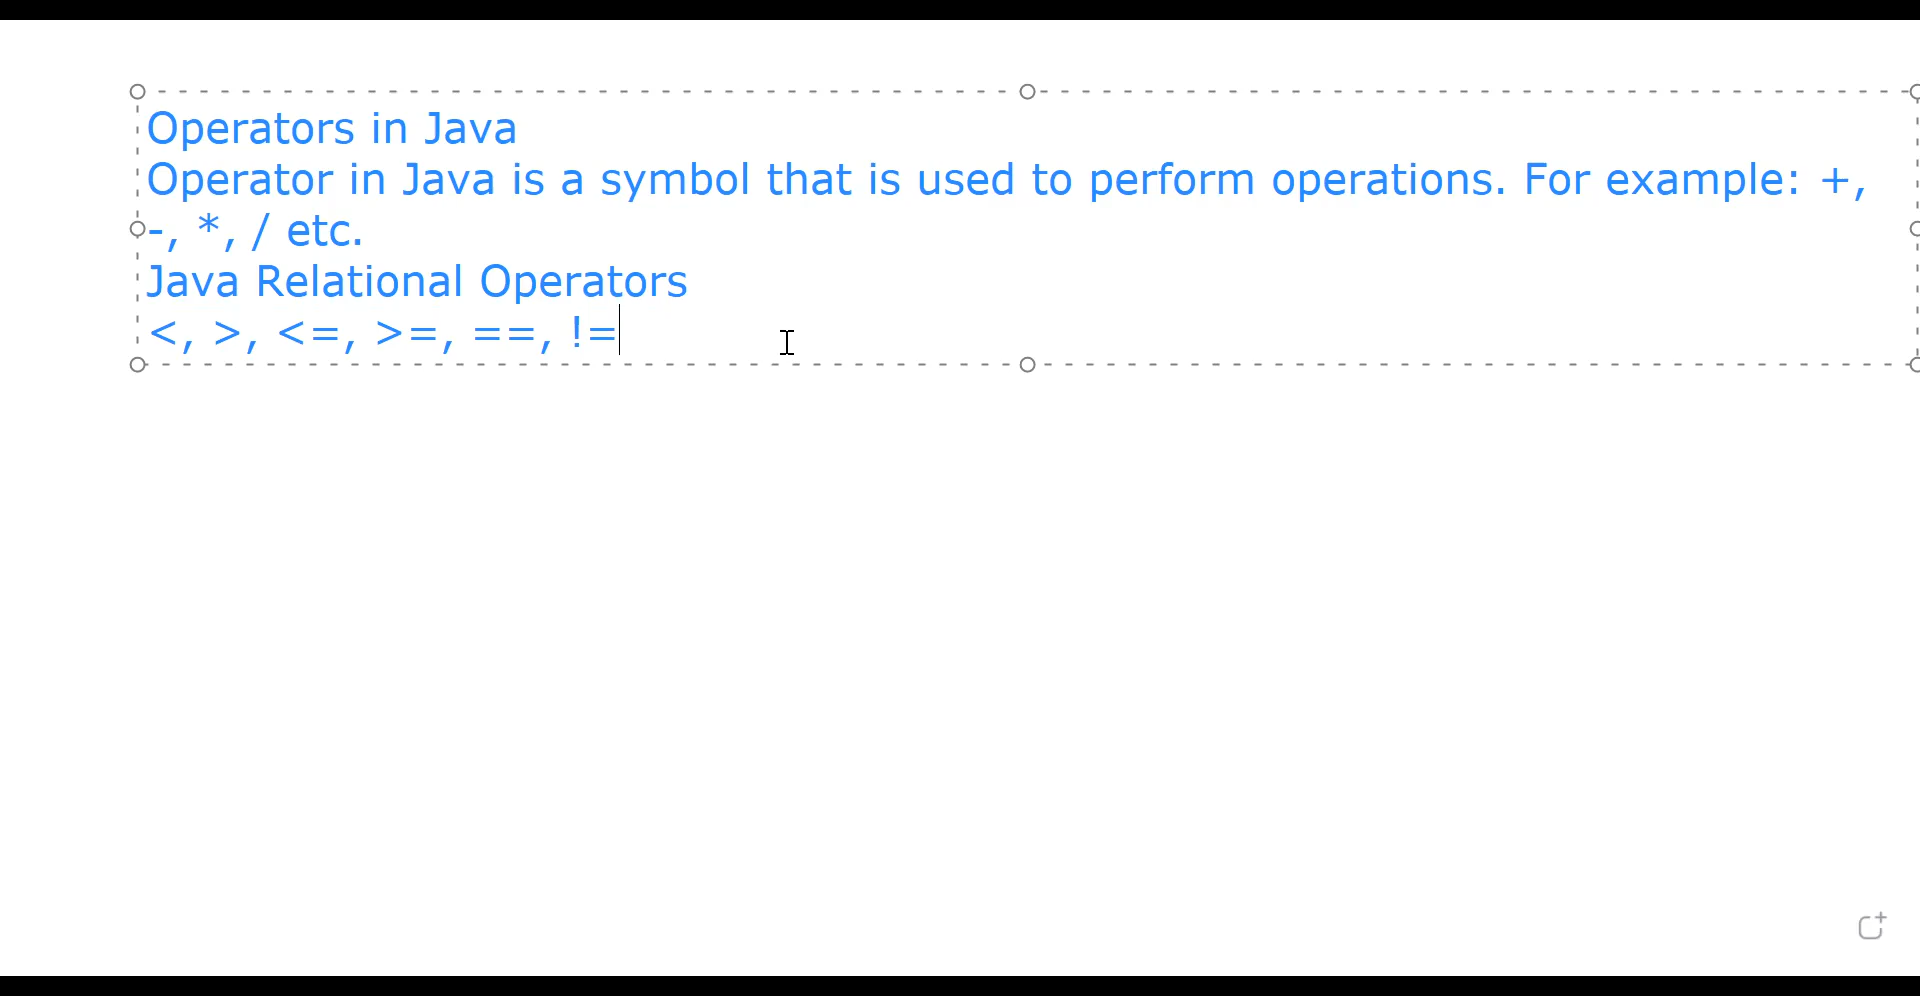 Operators in Java
Operator in Java is a symbol that is used to perform operations. For example: +,
-, *, / etc.
Java Relational Operators
<, >, <=, >=, ==, !=